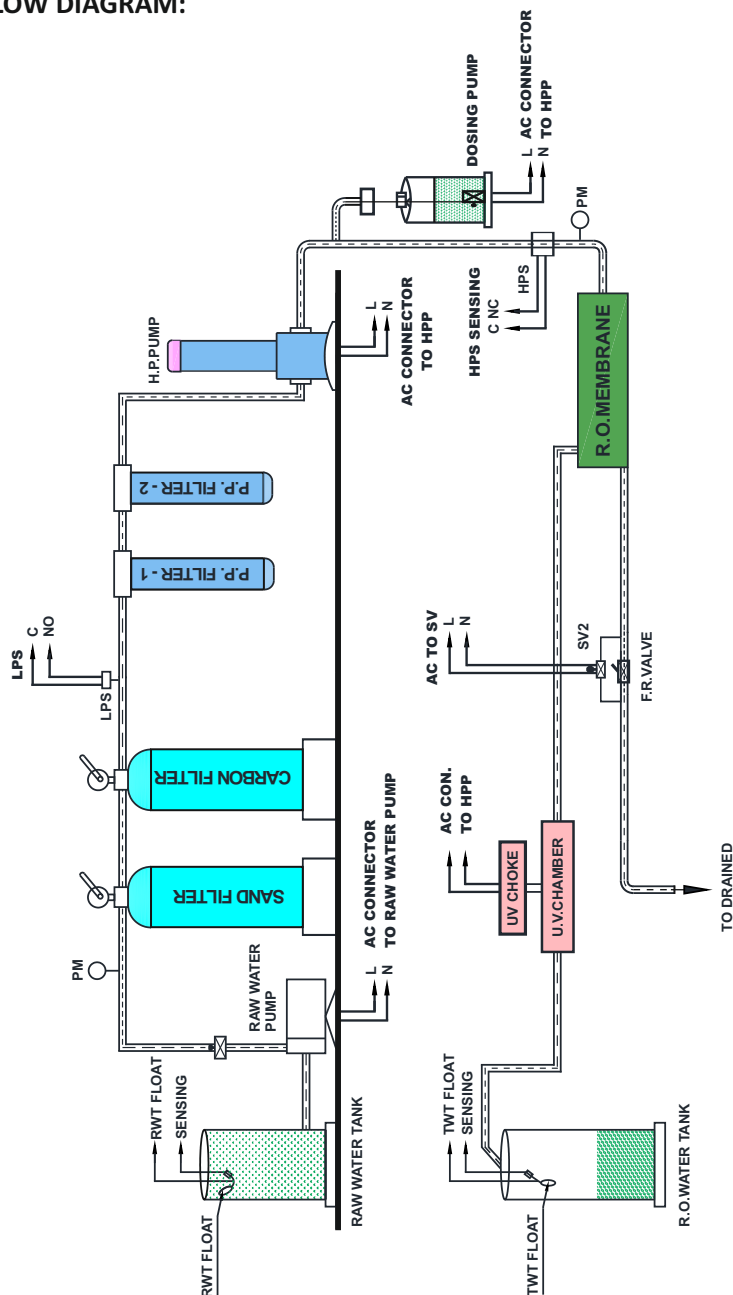 LOW DIAGRAM:
DOSING PUMP
AC CONNECTOR
TO HPP
L
N
H.P.PUMP
AC CONNECTOR
TO HPP
L
N
HPS SENSING
C NC
HPS
PM
R.O.MEMBRANE
P.P. FILTER - 2
P.P. FILTER - 1
LPS
C
NO
LPS
CARBON FILTER
SAND FILTER
PM
RAW WATER
PUMP
AC CONNECTOR
TO RAW WATER PUMP
L
N
RWT FLOAT
SENSING
RWT FLOAT
RAW WATER TANK
AC TO SV
L
N
SV2
F.R.VALVE
AC CON.
TO HPP
UV CHOKE
U.V.CHAMBER
TO DRAINED
TWT FLOAT
SENSING
TWT FLOAT
R.O.WATER TANK